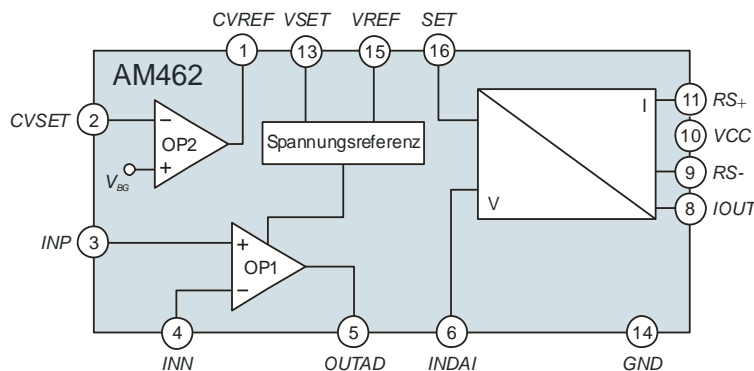 CVREF VSET VREF SET
1 13 15 16
AM462
CVSET 2 − OP2 + V_BG
Spannungsreferenz
I
V
11 RS+
10 VCC
9 RS-
8 IOUT
INP 3 + OP1 −
4 5 6 14
INN OUTAD INDAI GND